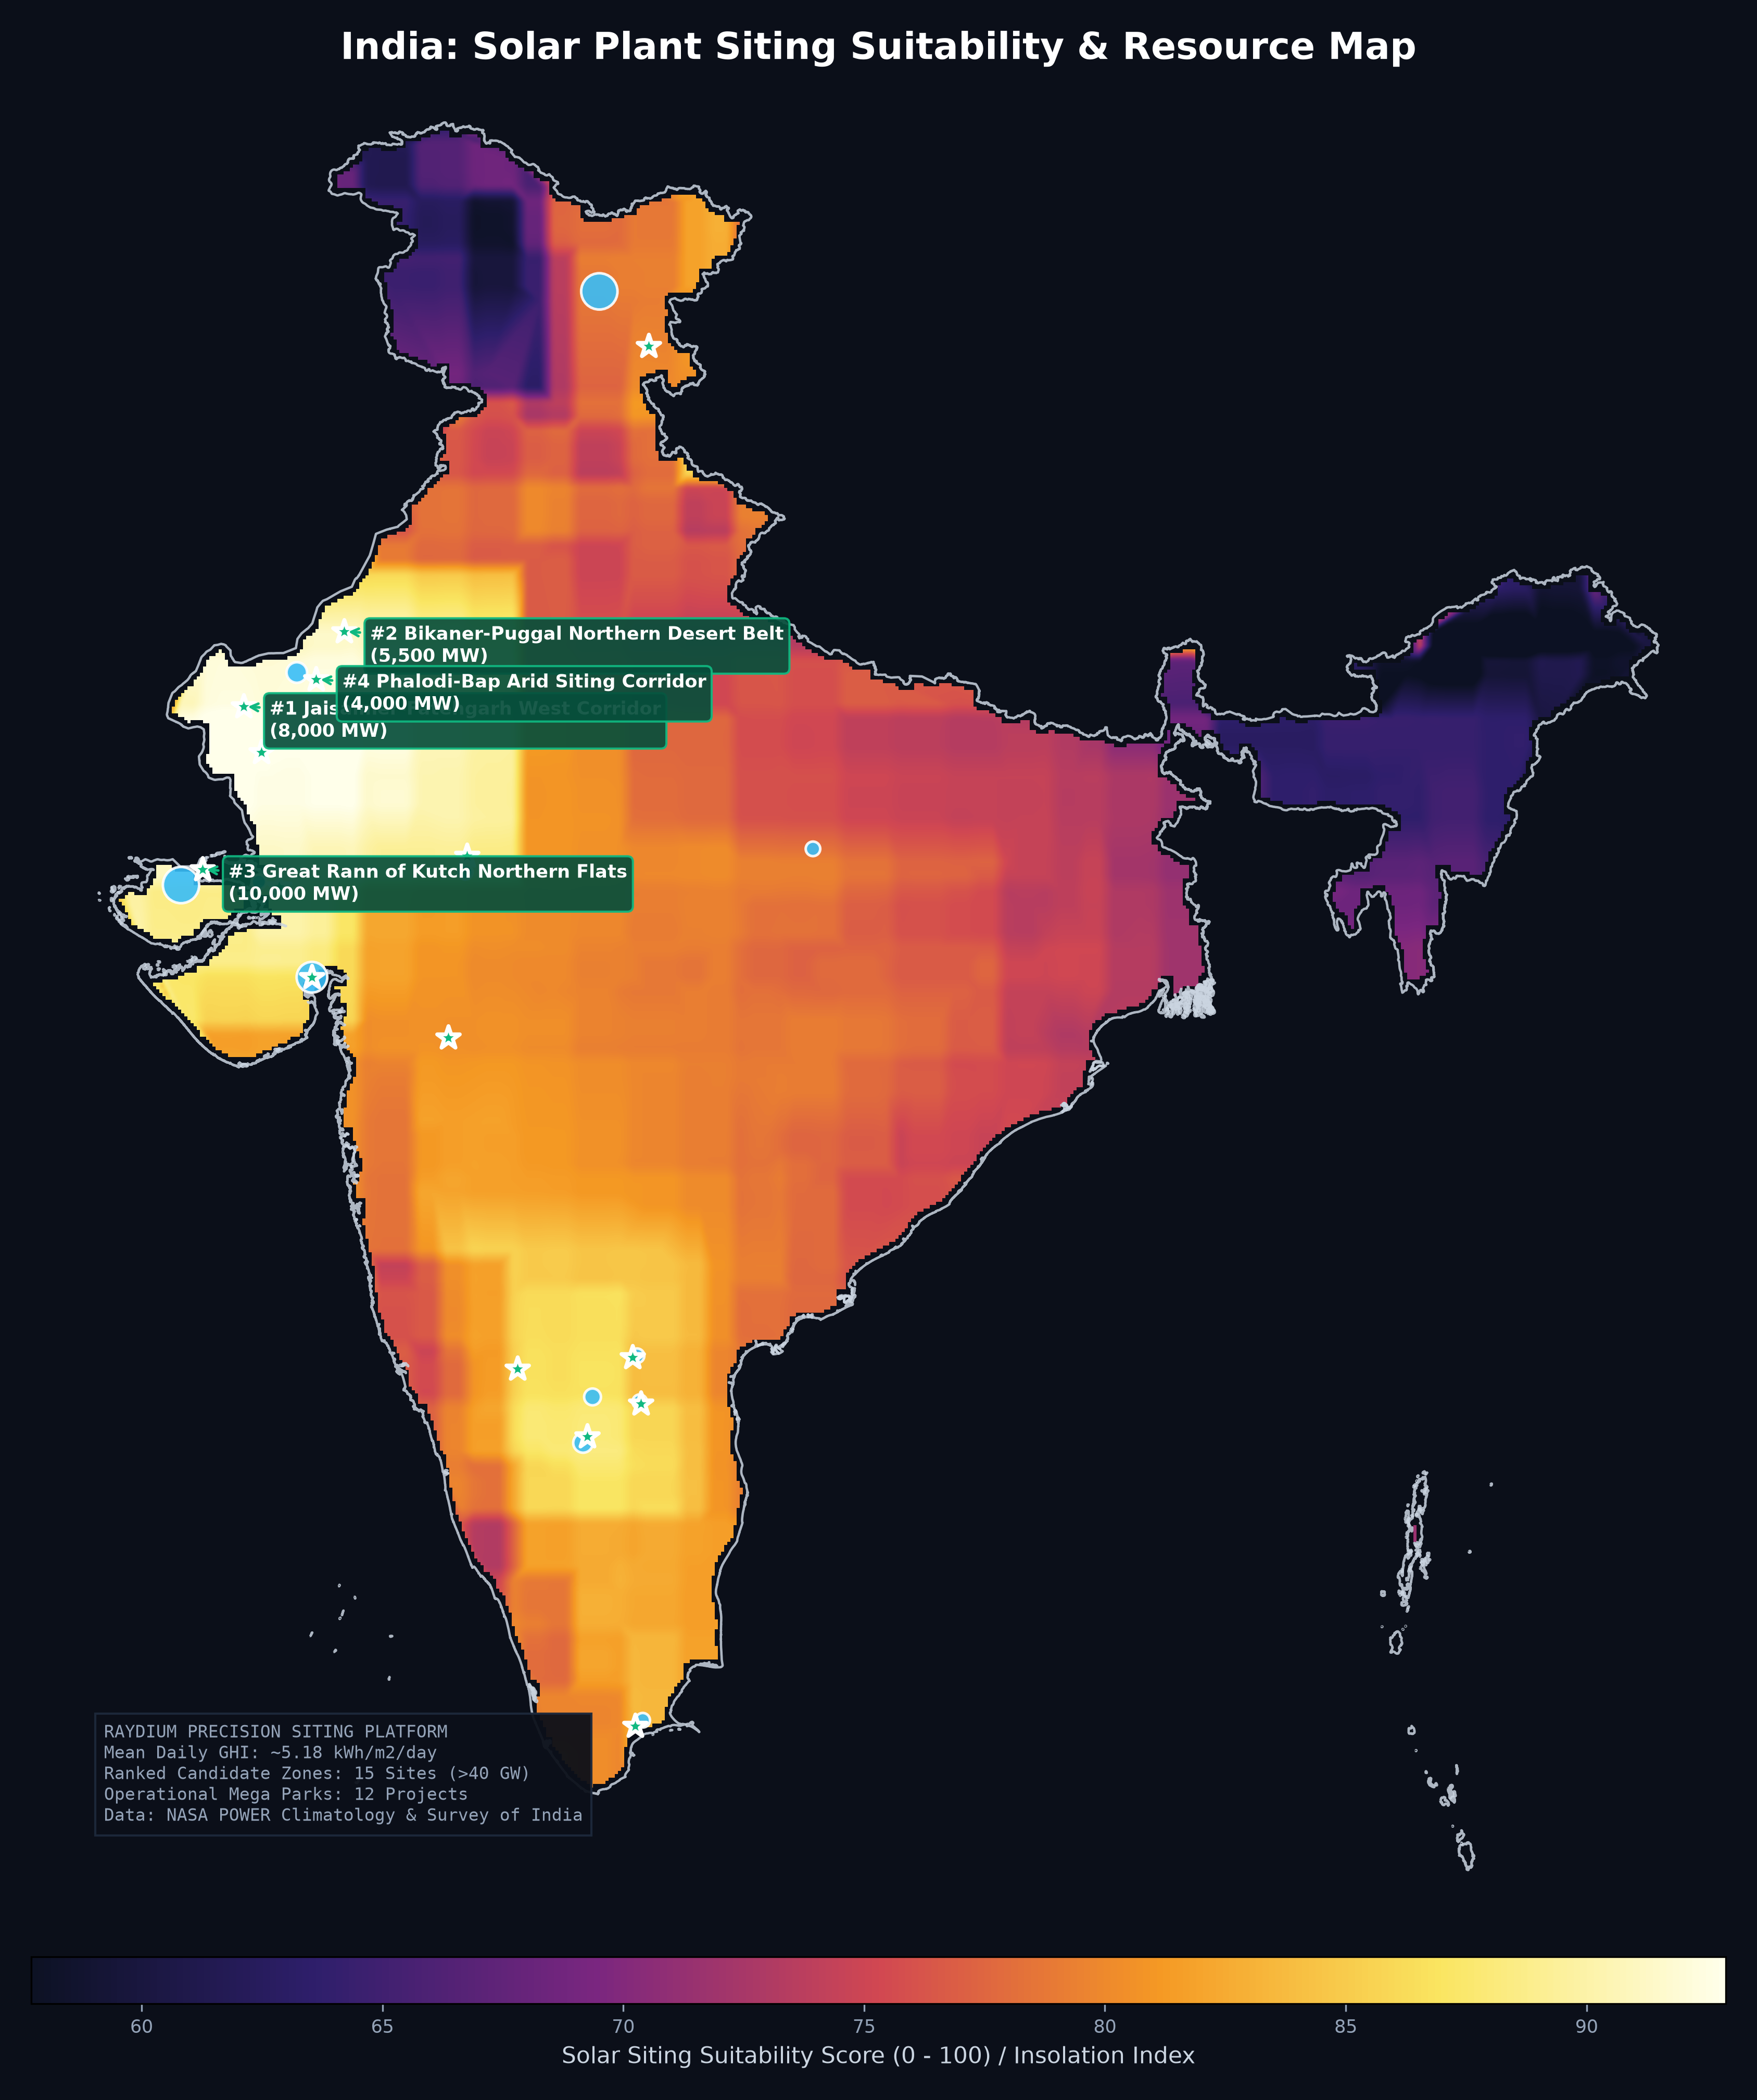 India: Solar Plant Siting Suitability & Resource Map
#2 Bikaner-Puggal Northern Desert Belt
(5,500 MW)
#4 Phalodi-Bap Arid Siting Corridor
(4,000 MW)
#1 West Corridor
(8,000 MW)
#3 Great Rann of Kutch Northern Flats
(10,000 MW)
RAYDIUM PRECISION SITING PLATFORM
Mean Daily GHI: ~5.18 kWh/m2/day
Ranked Candidate Zones: 15 Sites (>40 GW)
Operational Mega Parks: 12 Projects
Data: NASA POWER Climatology & Survey of India
60 65 70 75 80 85 90
Solar Siting Suitability Score (0 - 100) / Insolation Index